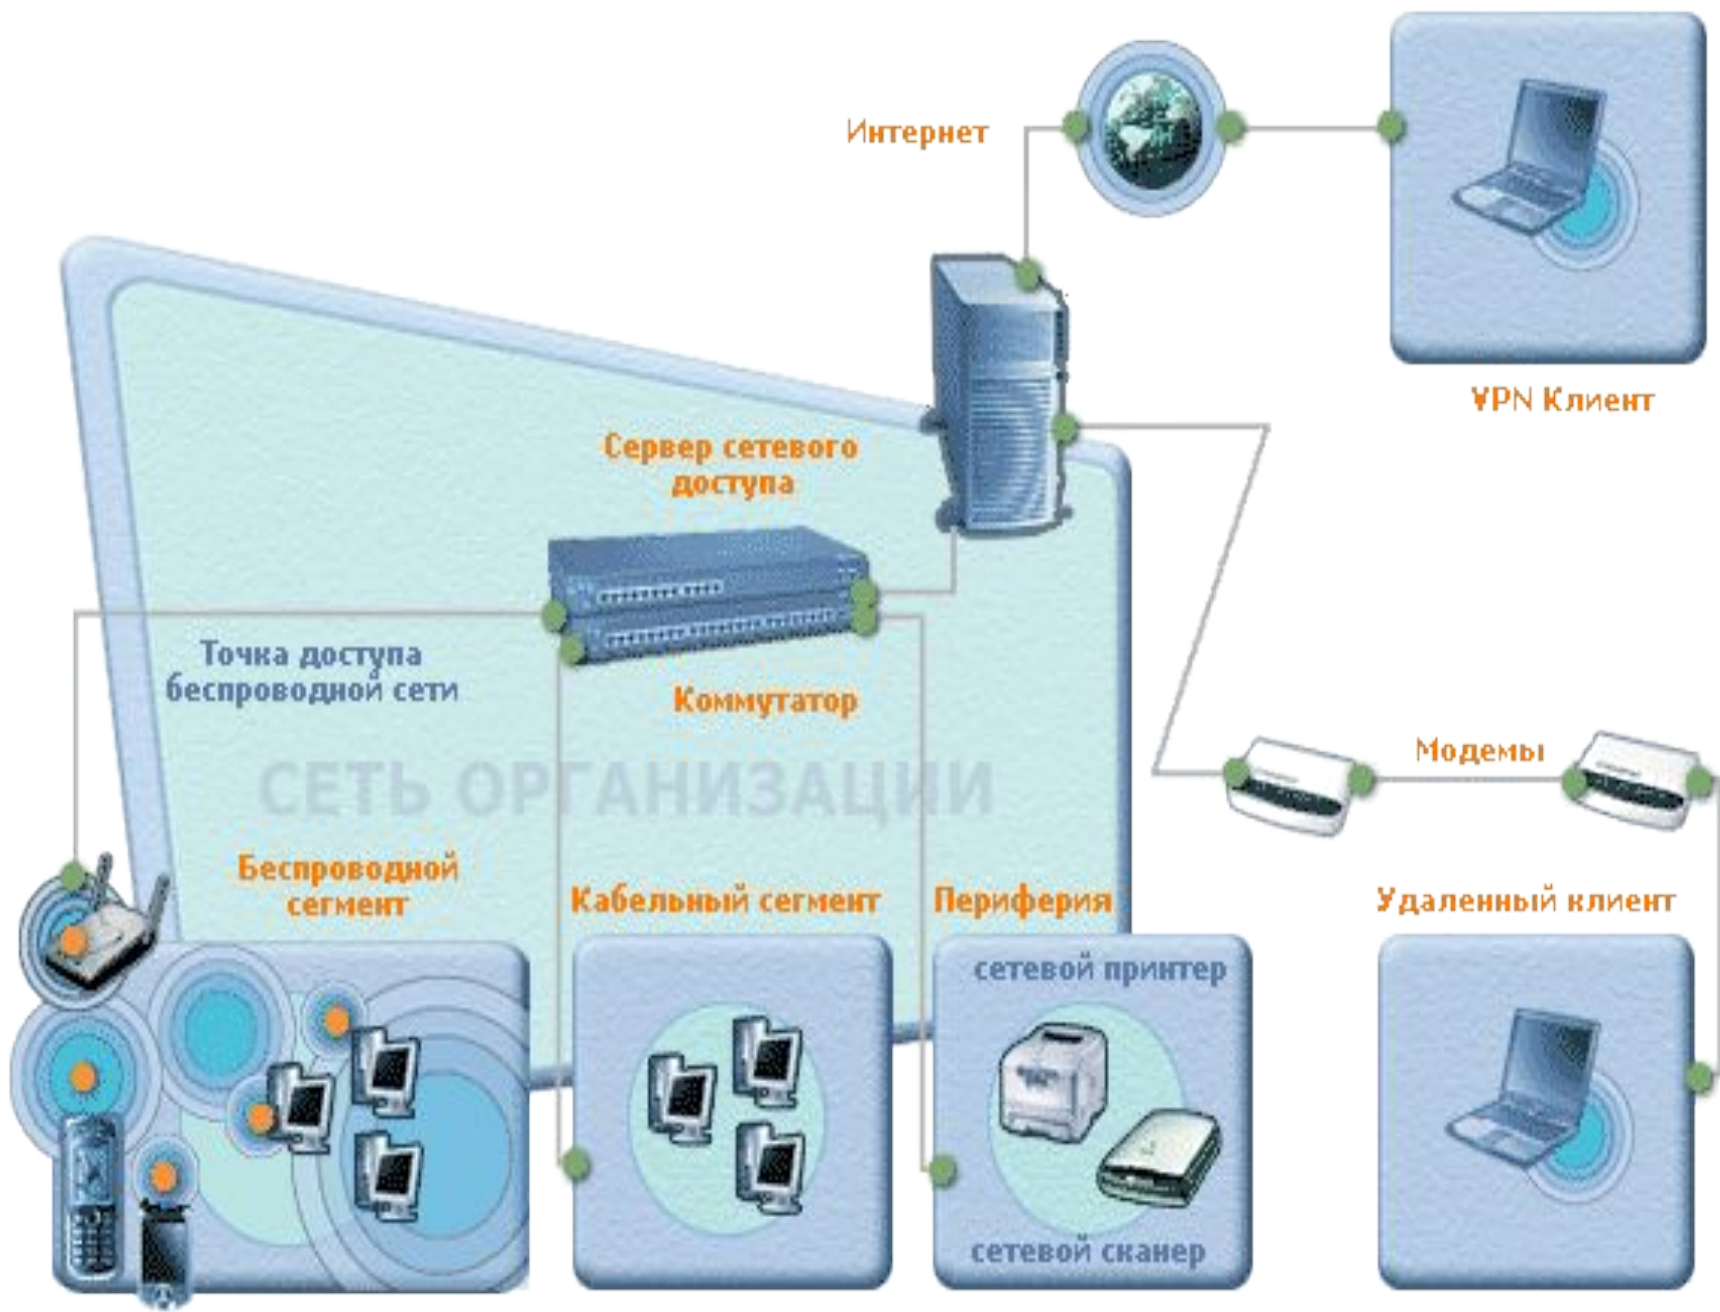 Интернет
VPN Клиент
Сервер сетевого
доступа
Точка доступа
беспроводной сети
Коммутатор
Модемы
СЕТЬ ОРГАНИЗАЦИИ
Беспроводной
сегмент
Кабельный сегмент
Периферия
Удаленный клиент
сетевой принтер
сетевой сканер